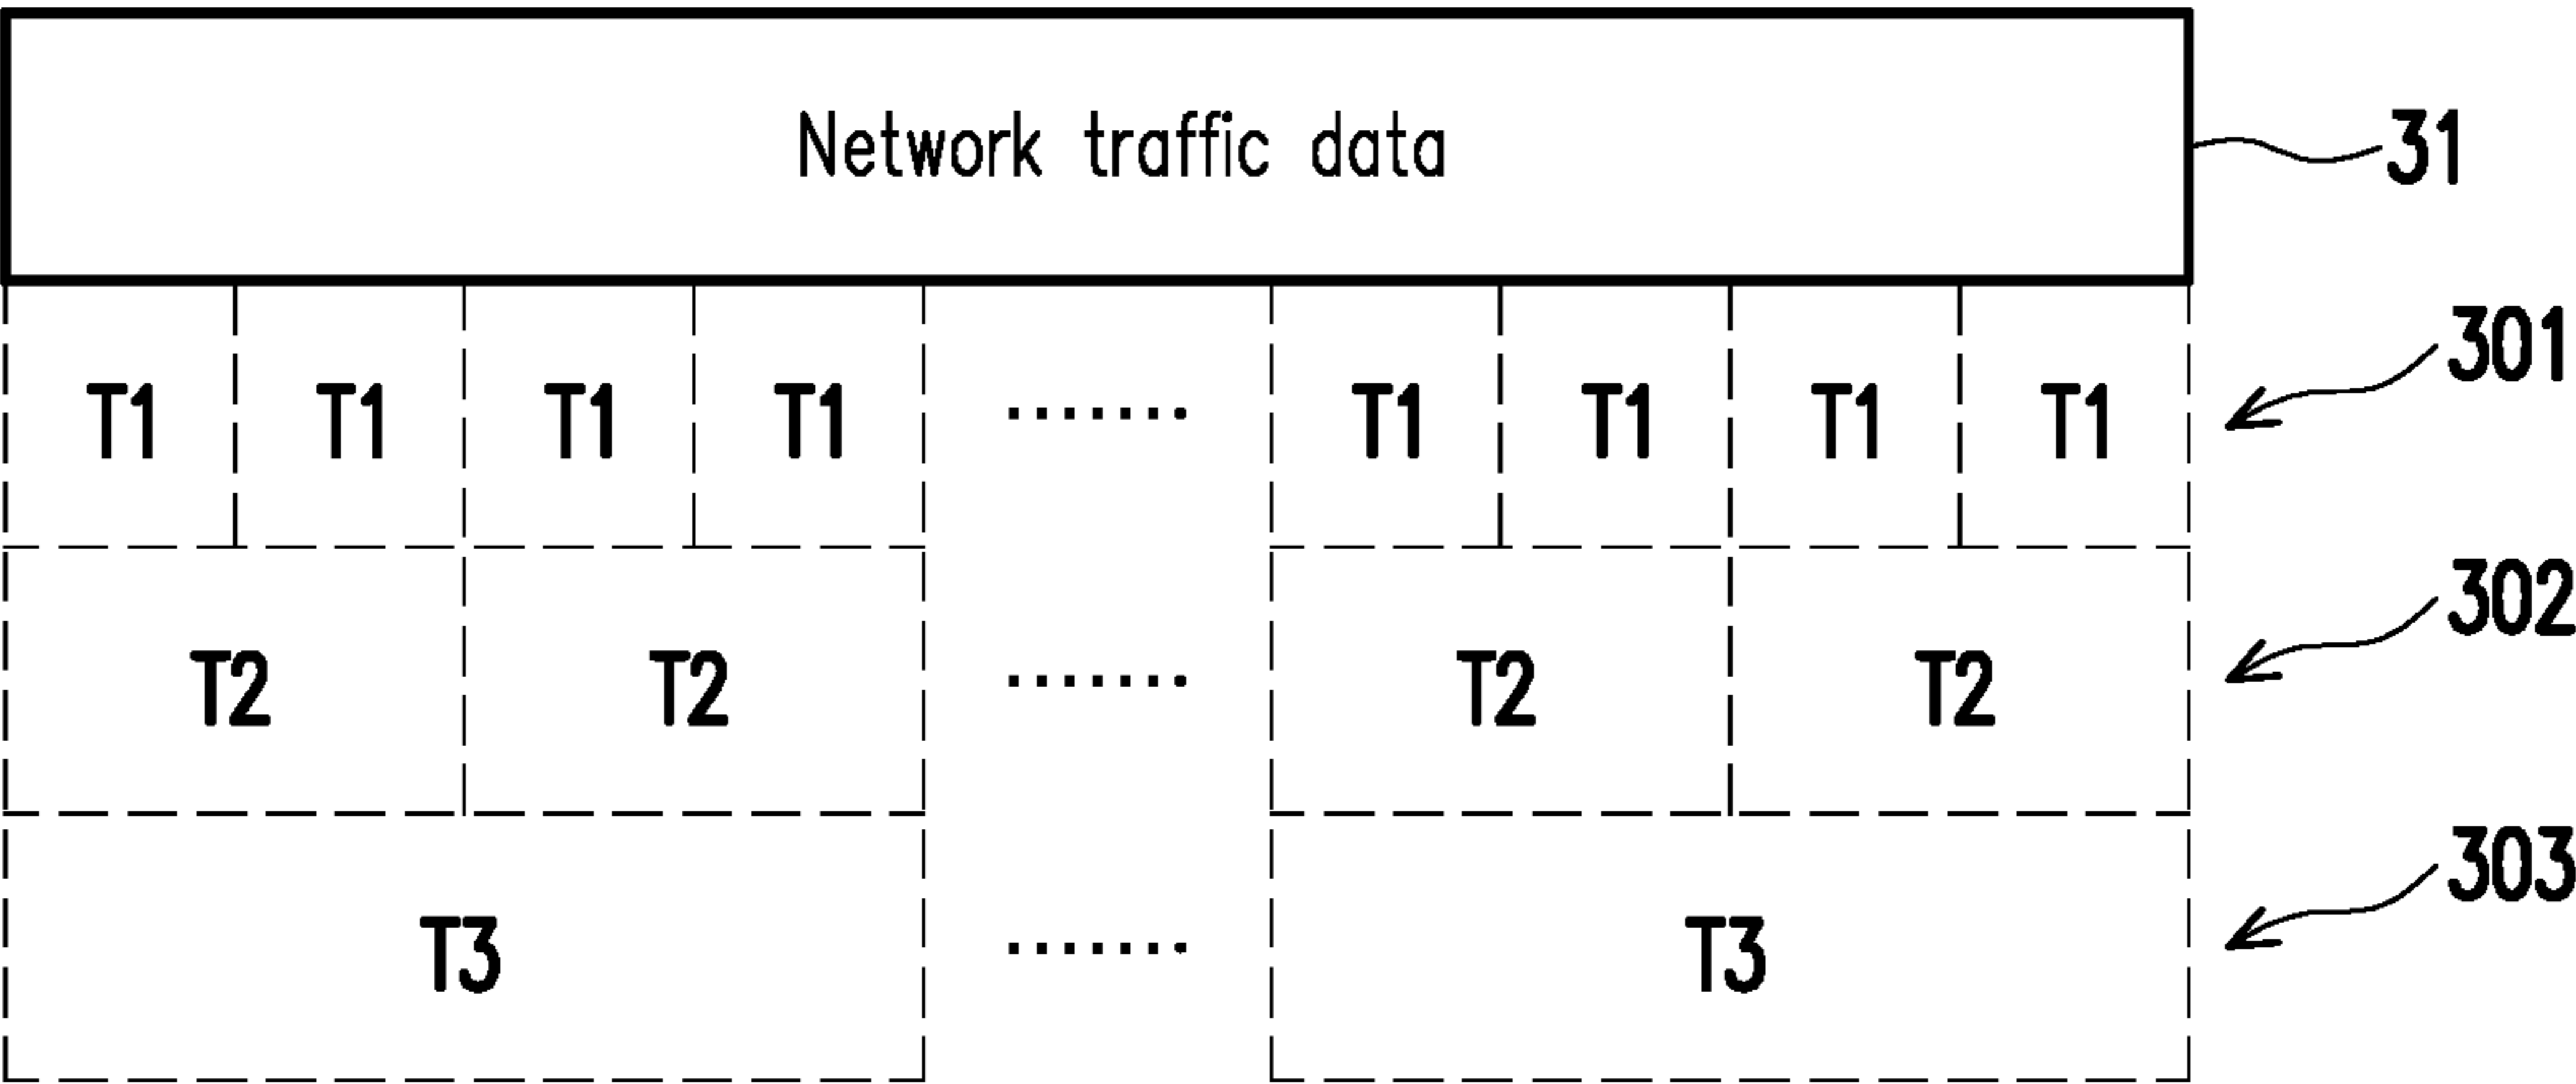 Network traffic data 31
T1 T1 T1 T1 ....... T1 T1 T1 T1 301
T2 T2 ....... T2 T2 302
T3 ....... T3 303